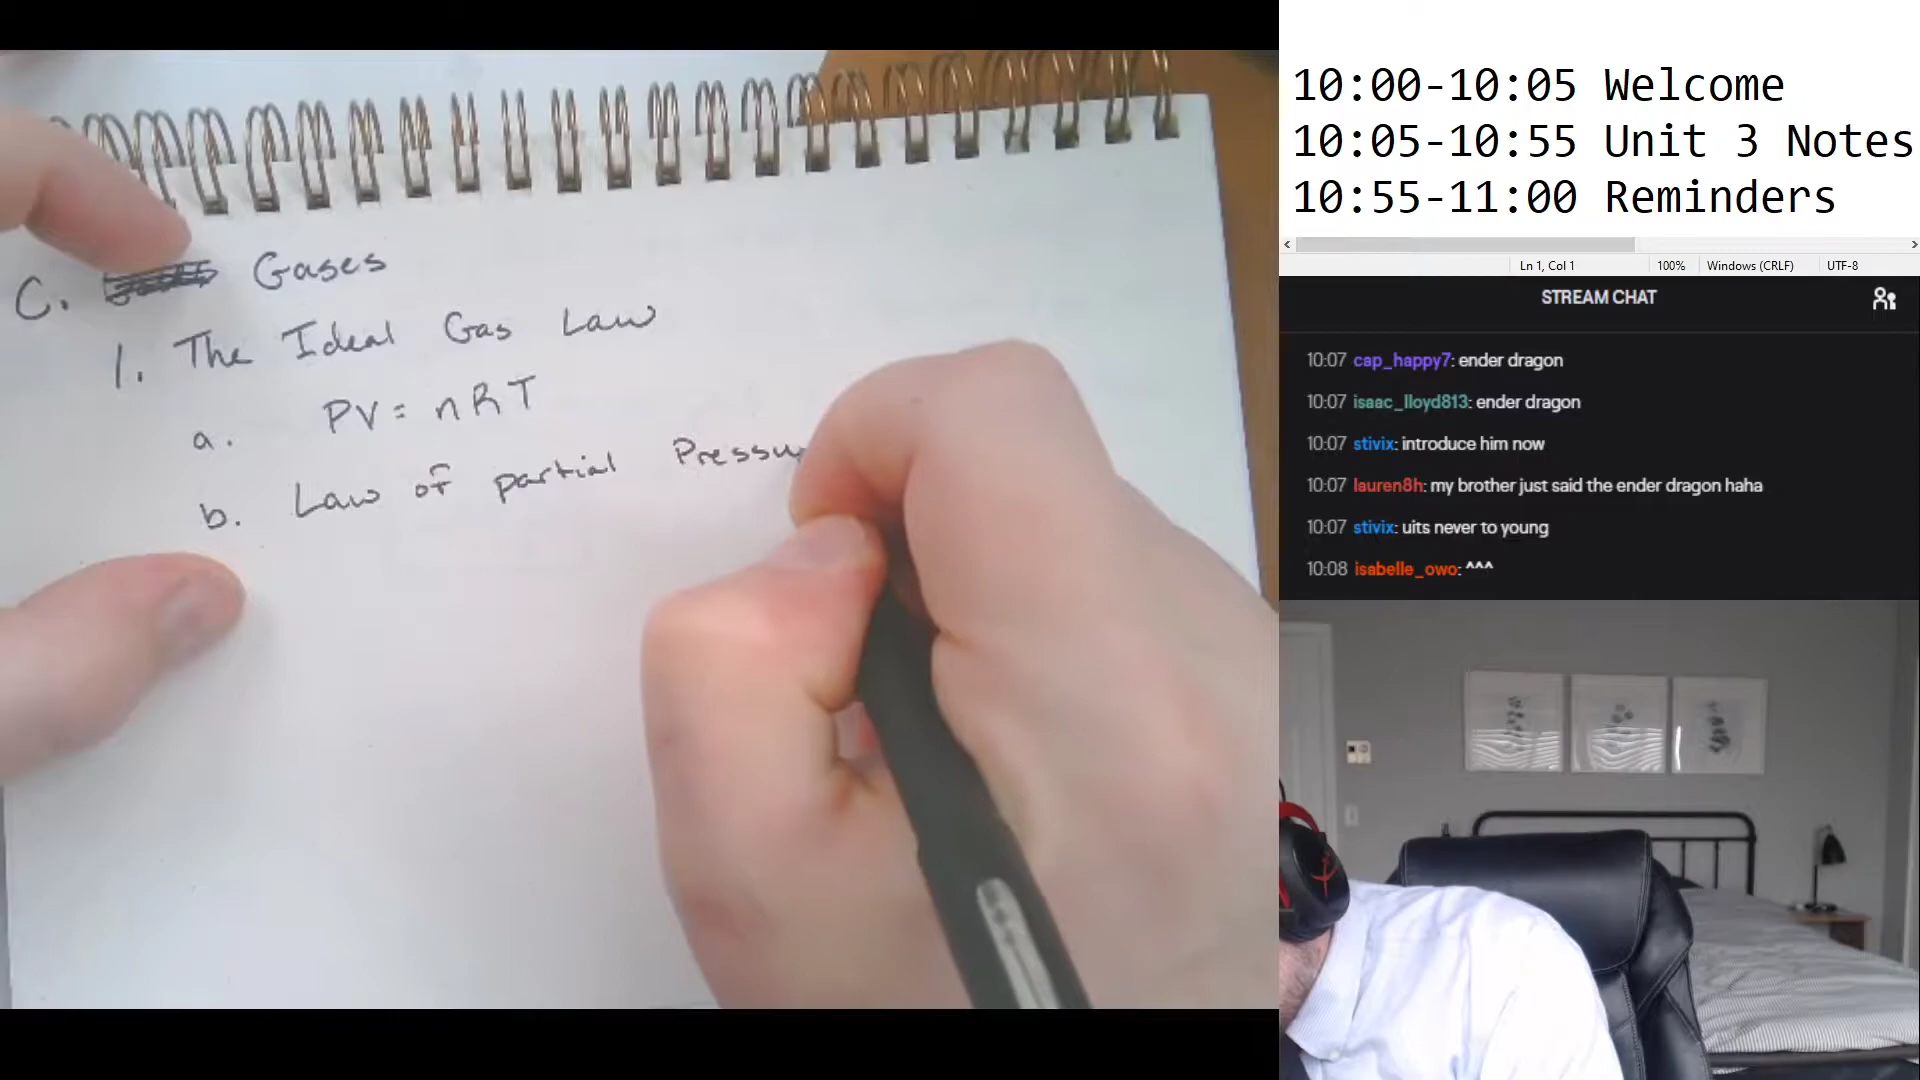 C. Gases
1. The Ideal Gas Law
a. PV = nRT
b. Law of partial Pressu
10:00-10:05 Welcome
10:05-10:55 Unit 3 Notes
10:55-11:00 Reminders
Ln 1, Col 1 100% Windows (CRLF) UTF-8
STREAM CHAT
10:07 cap_happy7: ender dragon
10:07 isaac_lloyd813: ender dragon
10:07 stivix: introduce him now
10:07 lauren8h: my brother just said the ender dragon haha
10:07 stivix: uits never to young
10:08 isabelle_owo: ^^^